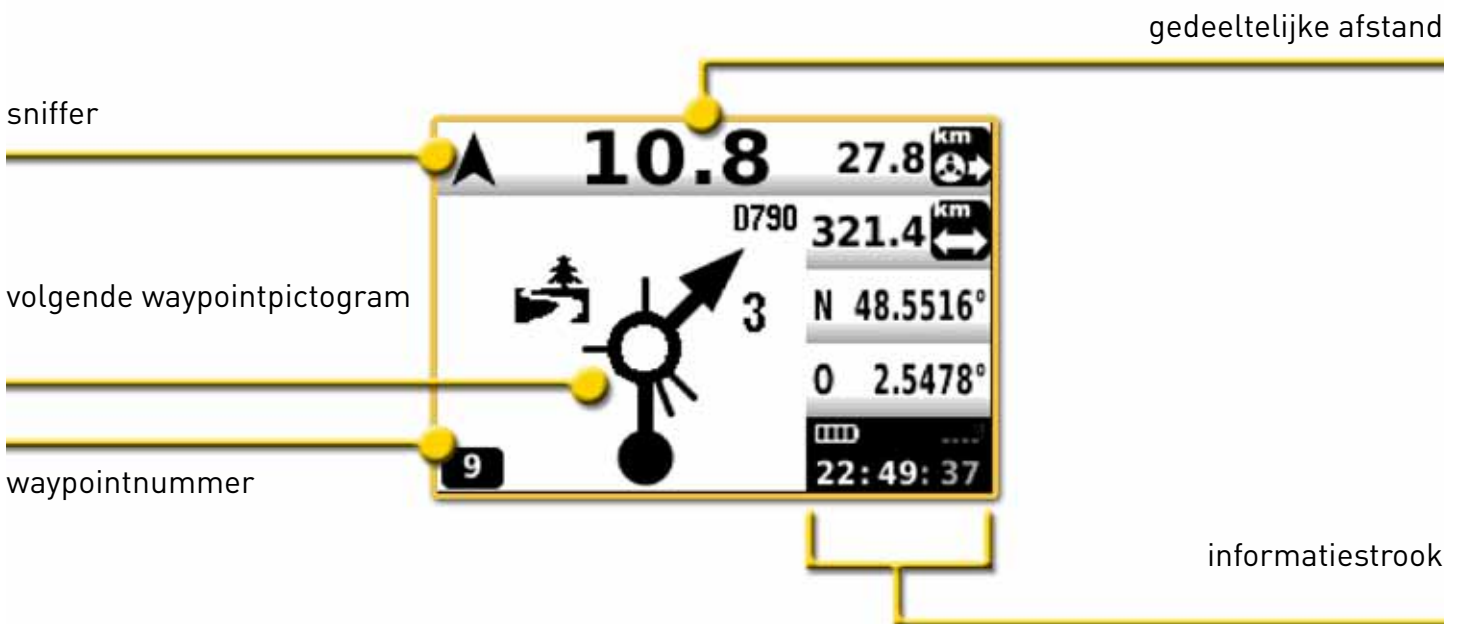 gedeeltelijke afstand
sniffer
10.8
27.8 km
D790
321.4 km
volgende waypointpictogram
3
N 48.5516°
O 2.5478°
9
22:49:37
waypointnummer
informatiestrook